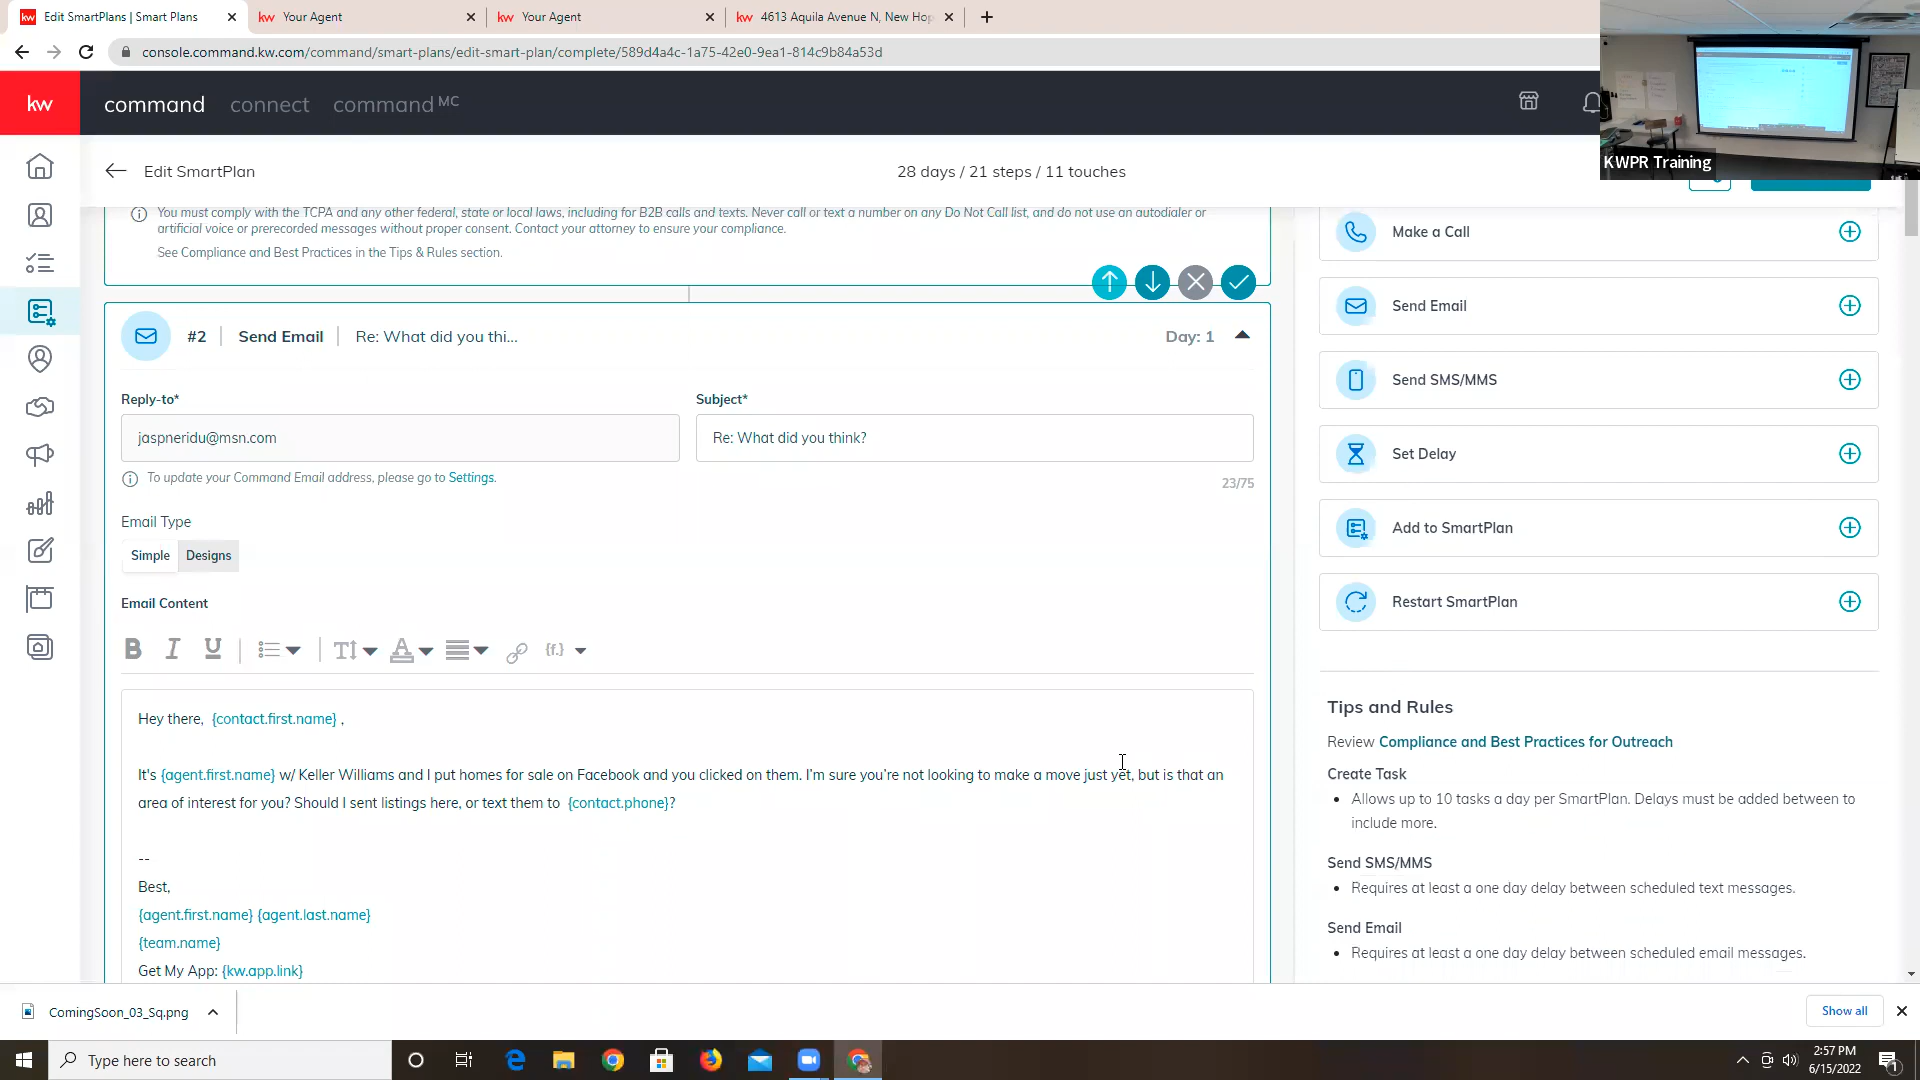 kw Edit SmartPlans | Smart Plans
kw Your Agent
kw Your Agent
kw 4613 Aquila Avenue N, New Hop
console.command.kw.com/command/smart-plans/edit-smart-plan/complete/589d4a4c-1a75-42e0-9ea1-814c9b84a53d
kw
command connect command MC
KWPR Training
Edit SmartPlan
28 days / 21 steps / 11 touches
You must comply with the TCPA and any other federal, state or local laws, including for B2B calls and texts. Never call or text a number on any Do Not Call list, and do not use an autodialer or
artificial voice or prerecorded messages without proper consent. Contact your attorney to ensure your compliance.
See Compliance and Best Practices in the Tips & Rules section.
#2 | Send Email | Re: What did you thi...
Day: 1
Reply-to*
Subject*
jaspneridu@msn.com
Re: What did you think?
To update your Command Email address, please go to Settings.
23/75
Email Type
Simple Designs
Email Content
B I U
{f.}
Hey there, {contact.first.name} ,
It's {agent.first.name} w/ Keller Williams and I put homes for sale on Facebook and you clicked on them. I'm sure you're not looking to make a move just yet, but is that an
area of interest for you? Should I sent listings here, or text them to {contact.phone}?
--
Best,
{agent.first.name} {agent.last.name}
{team.name}
Get My App: {kw.app.link}
Make a Call
Send Email
Send SMS/MMS
Set Delay
Add to SmartPlan
Restart SmartPlan
Tips and Rules
Review Compliance and Best Practices for Outreach
Create Task
• Allows up to 10 tasks a day per SmartPlan. Delays must be added between to
include more.
Send SMS/MMS
• Requires at least a one day delay between scheduled text messages.
Send Email
• Requires at least a one day delay between scheduled email messages.
ComingSoon_03_Sq.png
Show all
Type here to search
2:57 PM
6/15/2022
1